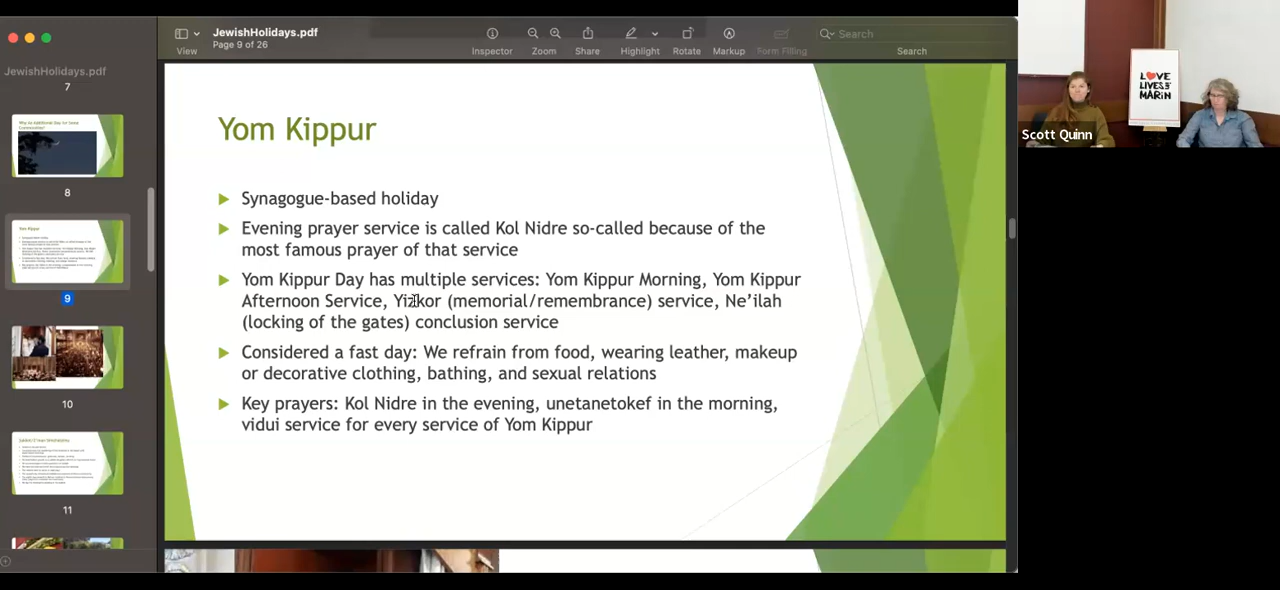 JewishHolidays.pdf
Page 9 of 26
View
Inspector
Zoom
Share
Highlight
Rotate
Markup
Form Filling
Search
Search
JewishHolidays.pdf
7
8
Yom Kippur
9
10
11
Yom Kippur
Synagogue-based holiday
Evening prayer service is called Kol Nidre so-called because of the
most famous prayer of that service
Yom Kippur Day has multiple services: Yom Kippur Morning, Yom Kippur
Afternoon Service, Yizkor (memorial/remembrance) service, Ne'ilah
(locking of the gates) conclusion service
Considered a fast day: We refrain from food, wearing leather, makeup
or decorative clothing, bathing, and sexual relations
Key prayers: Kol Nidre in the evening, unetanetokef in the morning,
vidui service for every service of Yom Kippur
LOVE
LIVES IN
MARIN
Scott Quinn